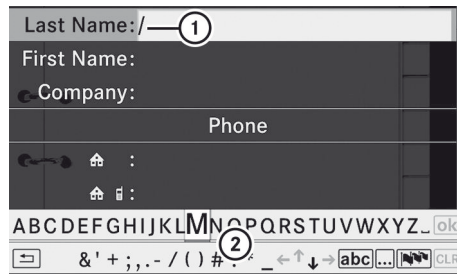 Last Name:/ 1
First Name:
Company:
Phone
:
:
ABCDEFGHIJKLMNOPQRSTUVWXYZ_ ok
&'+;,.-/()# 2 * _ ←↑↓→ abc ... CLR